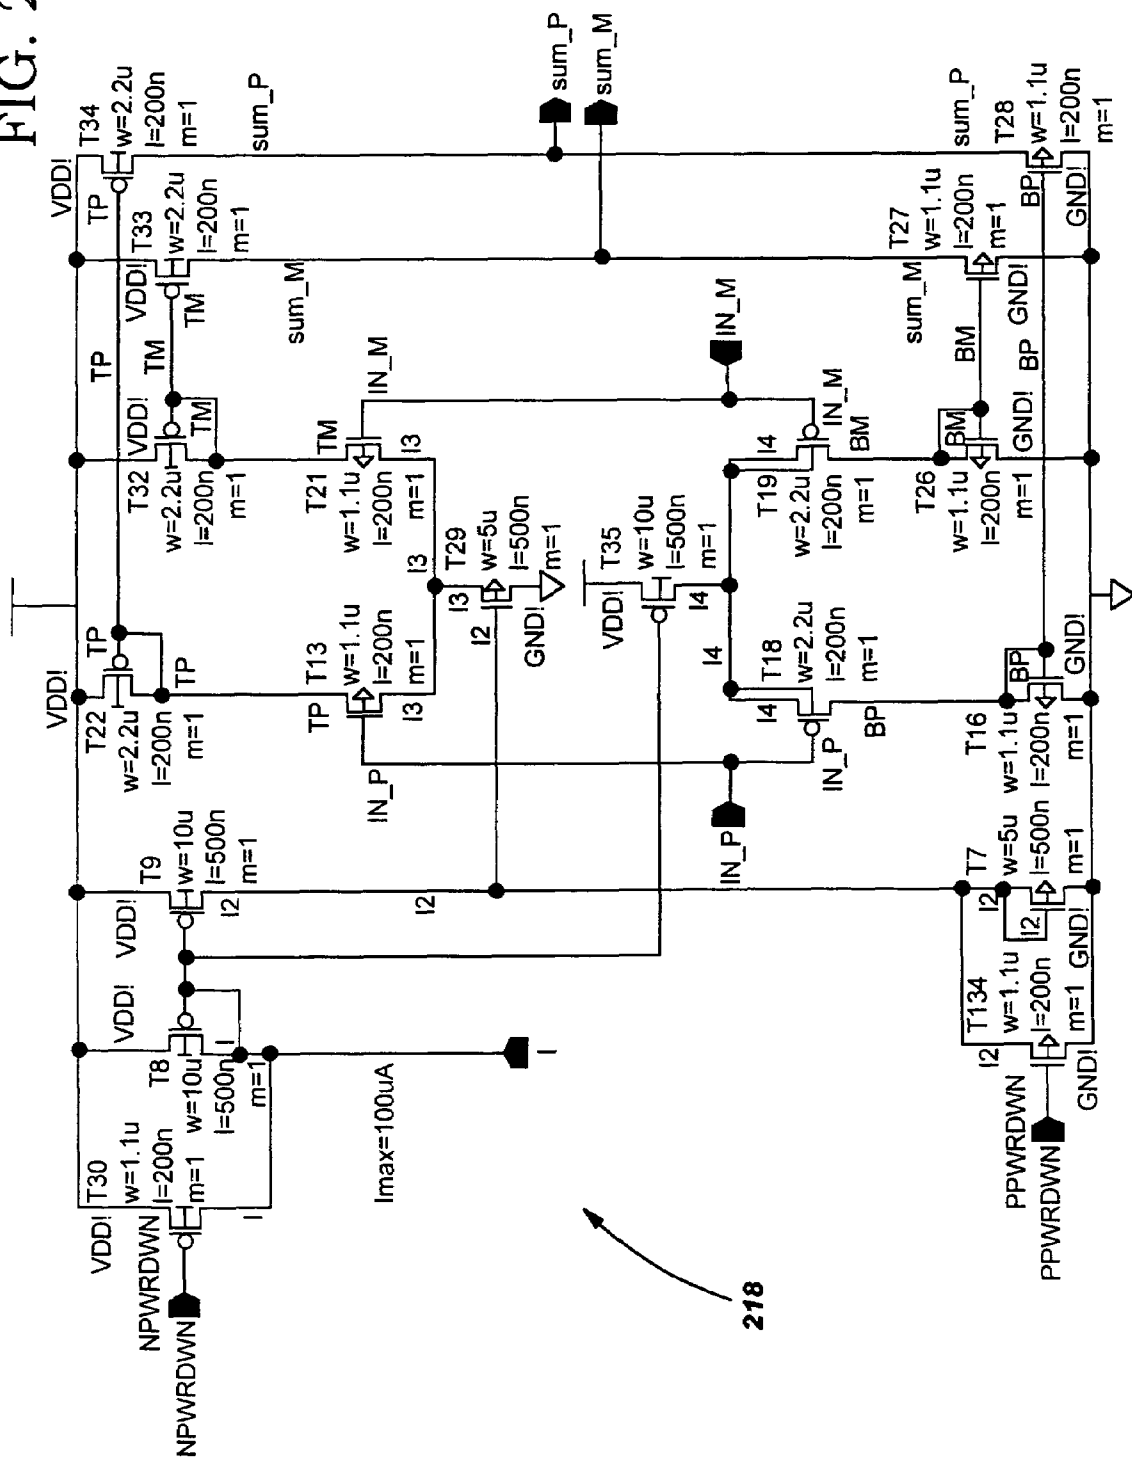 FIG. 2
VDD!
T30
w=1.1u
l=200n
m=1
NPWRDWN
NPWRDWN
I
VDD!
T8
w=10u
l=500n
m=1
I
Imax=100uA
I
VDD!
T9
w=10u
l=500n
m=1
I2
I2
VDD!
T22
w=2.2u
l=200n
m=1
TP
TP
TP
VDD!
T32
w=2.2u
l=200n
m=1
TM
TM
VDD!
T33
w=2.2u
l=200n
m=1
TM
sum_M
VDD!
T34
w=2.2u
l=200n
m=1
TP
sum_P
TP
T13
w=1.1u
l=200n
m=1
I3
IN_P
TM
T21
w=1.1u
l=200n
m=1
I3
IN_M
I3
I3
T29
w=5u
l=500n
m=1
I2
GND!
VDD!
T35
w=10u
l=500n
m=1
I4
I4
IN_P
IN_M
sum_P
sum_M
I4
T18
w=2.2u
l=200n
m=1
IN_P
BP
I4
T19
w=2.2u
l=200n
m=1
IN_M
BM
PPWRDWN
PPWRDWN
I2
T134
w=1.1u
l=200n
m=1
GND!
I2
I2
T7
w=5u
l=500n
m=1
GND!
T16
w=1.1u
l=200n
m=1
BP
GND!
T26
w=1.1u
l=200n
m=1
BM
GND!
BM
BP
sum_M
T27
w=1.1u
l=200n
m=1
GND!
sum_P
T28
w=1.1u
l=200n
m=1
BP
GND!
218